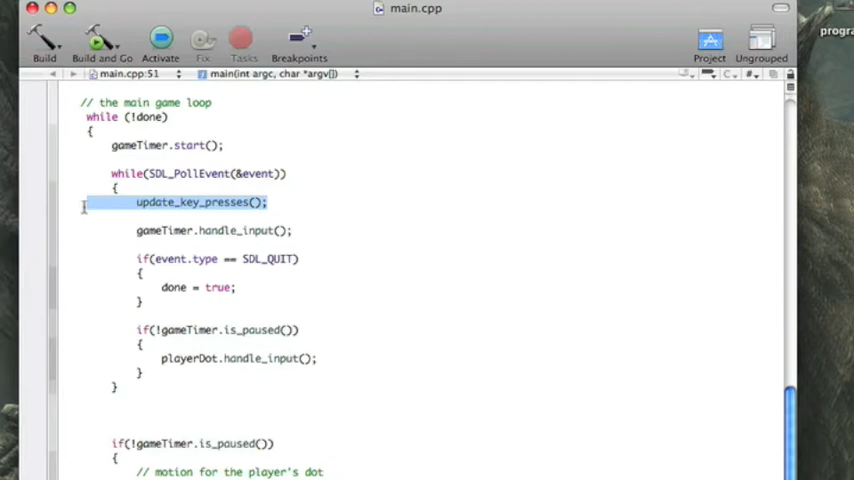 main.cpp
progra
Build
Build and Go
Activate
Fix
Tasks
Breakpoints
Project
Ungrouped
main.cpp:51
main(int argc, char *argv[])
C
#
// the main game loop
while (!done)
{
gameTimer.start();
while(SDL_PollEvent(&event))
{
update_key_presses();
gameTimer.handle_input();
if(event.type == SDL_QUIT)
{
done = true;
}
if(!gameTimer.is_paused())
{
playerDot.handle_input();
}
}
if(!gameTimer.is_paused())
{
// motion for the player's dot